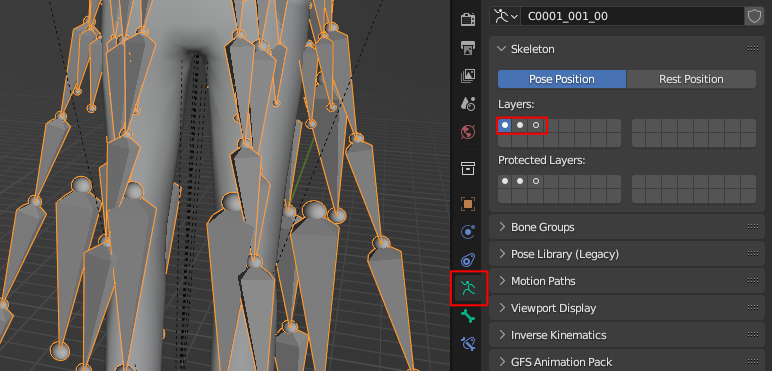 C0001_001_00
Skeleton
Pose Position
Rest Position
Layers:
Protected Layers:
Bone Groups
Pose Library (Legacy)
Motion Paths
Viewport Display
Inverse Kinematics
GFS Animation Pack